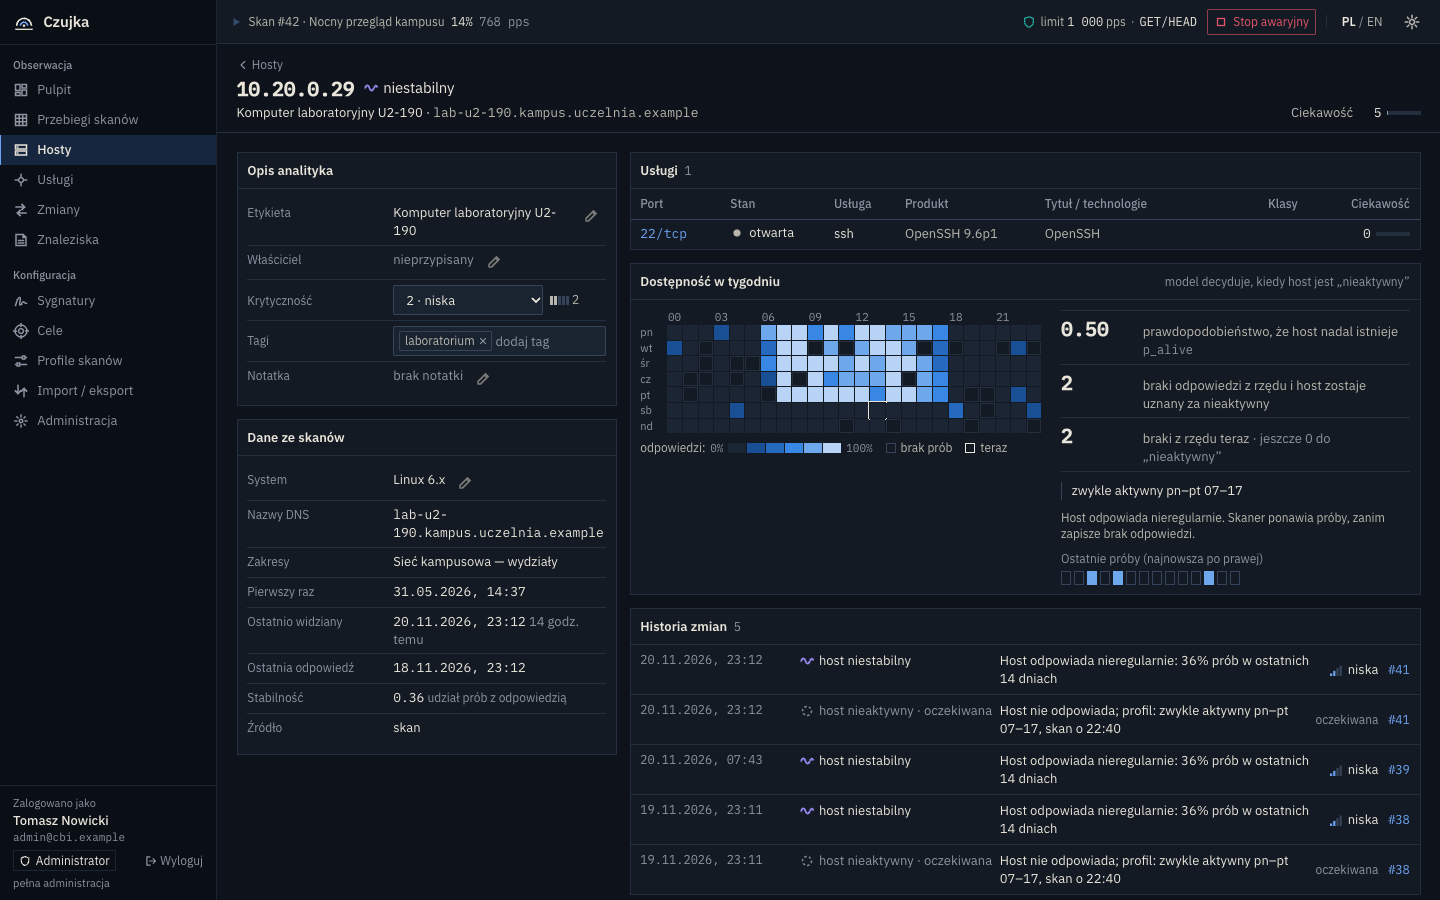 Czujka
Skan #42 · Nocny przegląd kampusu 14% 768 pps
limit 1 000 pps · GET/HEAD
Stop awaryjny
PL / EN
Obserwacja
Pulpit
Przebiegi skanów
Hosty
Usługi
Zmiany
Znaleziska
Konfiguracja
Sygnatury
Cele
Profile skanów
Import / eksport
Administracja
Zalogowano jako
Tomasz Nowicki
admin@cbi.example
Administrator
Wyloguj
pełna administracja
Hosty
10.20.0.29 niestabilny
Komputer laboratoryjny U2-190 · lab-u2-190.kampus.uczelnia.example
Ciekawość 5
Opis analityka
Etykieta Komputer laboratoryjny U2-
190
Właściciel nieprzypisany
Krytyczność 2 · niska 2
Tagi laboratorium × dodaj tag
Notatka brak notatki
Dane ze skanów
System Linux 6.x
Nazwy DNS lab-u2-
190.kampus.uczelnia.example
Zakresy Sieć kampusowa — wydziały
Pierwszy raz 31.05.2026, 14:37
Ostatnio widziany 20.11.2026, 23:12 14 godz.
temu
Ostatnia odpowiedź 18.11.2026, 23:12
Stabilność 0.36 udział prób z odpowiedzią
Źródło skan
Usługi 1
Port Stan Usługa Produkt Tytuł / technologie Klasy Ciekawość
22/tcp otwarta ssh OpenSSH 9.6p1 OpenSSH 0
Dostępność w tygodniu
model decyduje, kiedy host jest „nieaktywny”
00 03 06 09 12 15 18 21
pn
wt
śr
cz
pt
sb
nd
odpowiedzi: 0% 100% brak prób teraz
0.50 prawdopodobieństwo, że host nadal istnieje
p_alive
2 braki odpowiedzi z rzędu i host zostaje
uznany za nieaktywny
2 braki z rzędu teraz · jeszcze 0 do
„nieaktywny”
zwykle aktywny pn–pt 07–17
Host odpowiada nieregularnie. Skaner ponawia próby, zanim
zapisze brak odpowiedzi.
Ostatnie próby (najnowsza po prawej)
Historia zmian 5
20.11.2026, 23:12 host niestabilny Host odpowiada nieregularnie: 36% prób w ostatnich
14 dniach niska #41
20.11.2026, 23:12 host nieaktywny · oczekiwana Host nie odpowiada; profil: zwykle aktywny pn–pt
07–17, skan o 22:40 oczekiwana #41
20.11.2026, 07:43 host niestabilny Host odpowiada nieregularnie: 36% prób w ostatnich
14 dniach niska #39
19.11.2026, 23:11 host niestabilny Host odpowiada nieregularnie: 36% prób w ostatnich
14 dniach niska #38
19.11.2026, 23:11 host nieaktywny · oczekiwana Host nie odpowiada; profil: zwykle aktywny pn–pt
07–17, skan o 22:40 oczekiwana #38